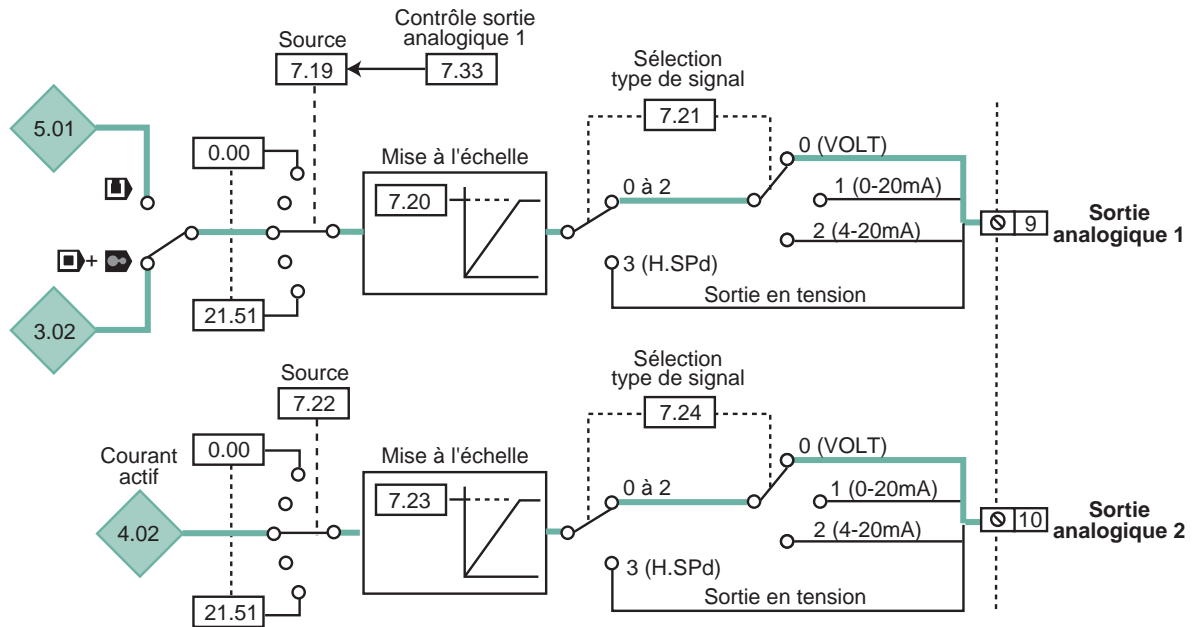 Contrôle sortie
analogique 1
Source
7.19
7.33
Sélection
type de signal
7.21
5.01
0.00
Mise à l'échelle
7.20
0 à 2
0 (VOLT)
1 (0-20mA)
2 (4-20mA)
9
Sortie
analogique 1
+
3 (H.SPd)
Sortie en tension
3.02
21.51
Source
7.22
Sélection
type de signal
7.24
Courant
actif
4.02
0.00
Mise à l'échelle
7.23
0 à 2
0 (VOLT)
1 (0-20mA)
2 (4-20mA)
10
Sortie
analogique 2
3 (H.SPd)
Sortie en tension
21.51